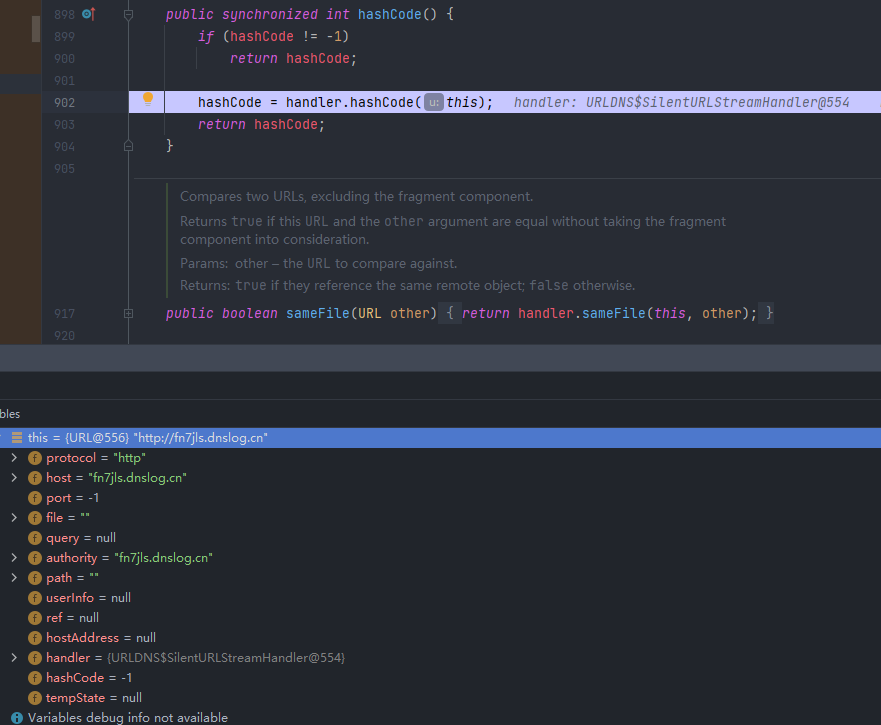 898 public synchronized int hashCode() {
899 if (hashCode != -1)
900 return hashCode;
901
902 hashCode = handler.hashCode( u: this); handler: URLDNS$SilentURLStreamHandler@554
903 return hashCode;
904 }
905
Compares two URLs, excluding the fragment component.
Returns true if this URL and the other argument are equal without taking the fragment
component into consideration.
Params: other – the URL to compare against.
Returns: true if they reference the same remote object; false otherwise.
917 public boolean sameFile(URL other) { return handler.sameFile(this, other); }
920
bles
this = {URL@556} "http://fn7jls.dnslog.cn"
protocol = "http"
host = "fn7jls.dnslog.cn"
port = -1
file = ""
query = null
authority = "fn7jls.dnslog.cn"
path = ""
userInfo = null
ref = null
hostAddress = null
handler = {URLDNS$SilentURLStreamHandler@554}
hashCode = -1
tempState = null
Variables debug info not available